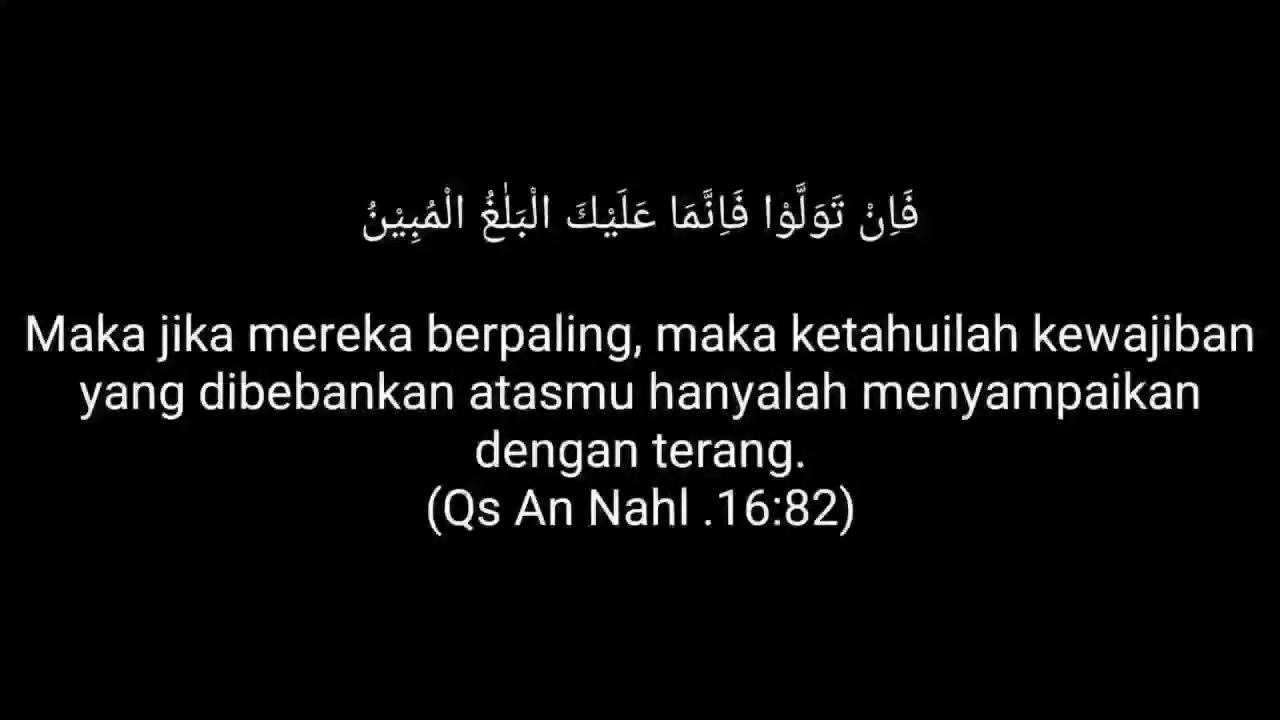 فَاِنْ تَوَلَّوْا فَاِنَّمَا عَلَيْكَ الْبَلٰغُ الْمُبِيْنُ
Maka jika mereka berpaling, maka ketahuilah kewajiban
yang dibebankan atasmu hanyalah menyampaikan
dengan terang.
(Qs An Nahl .16:82)